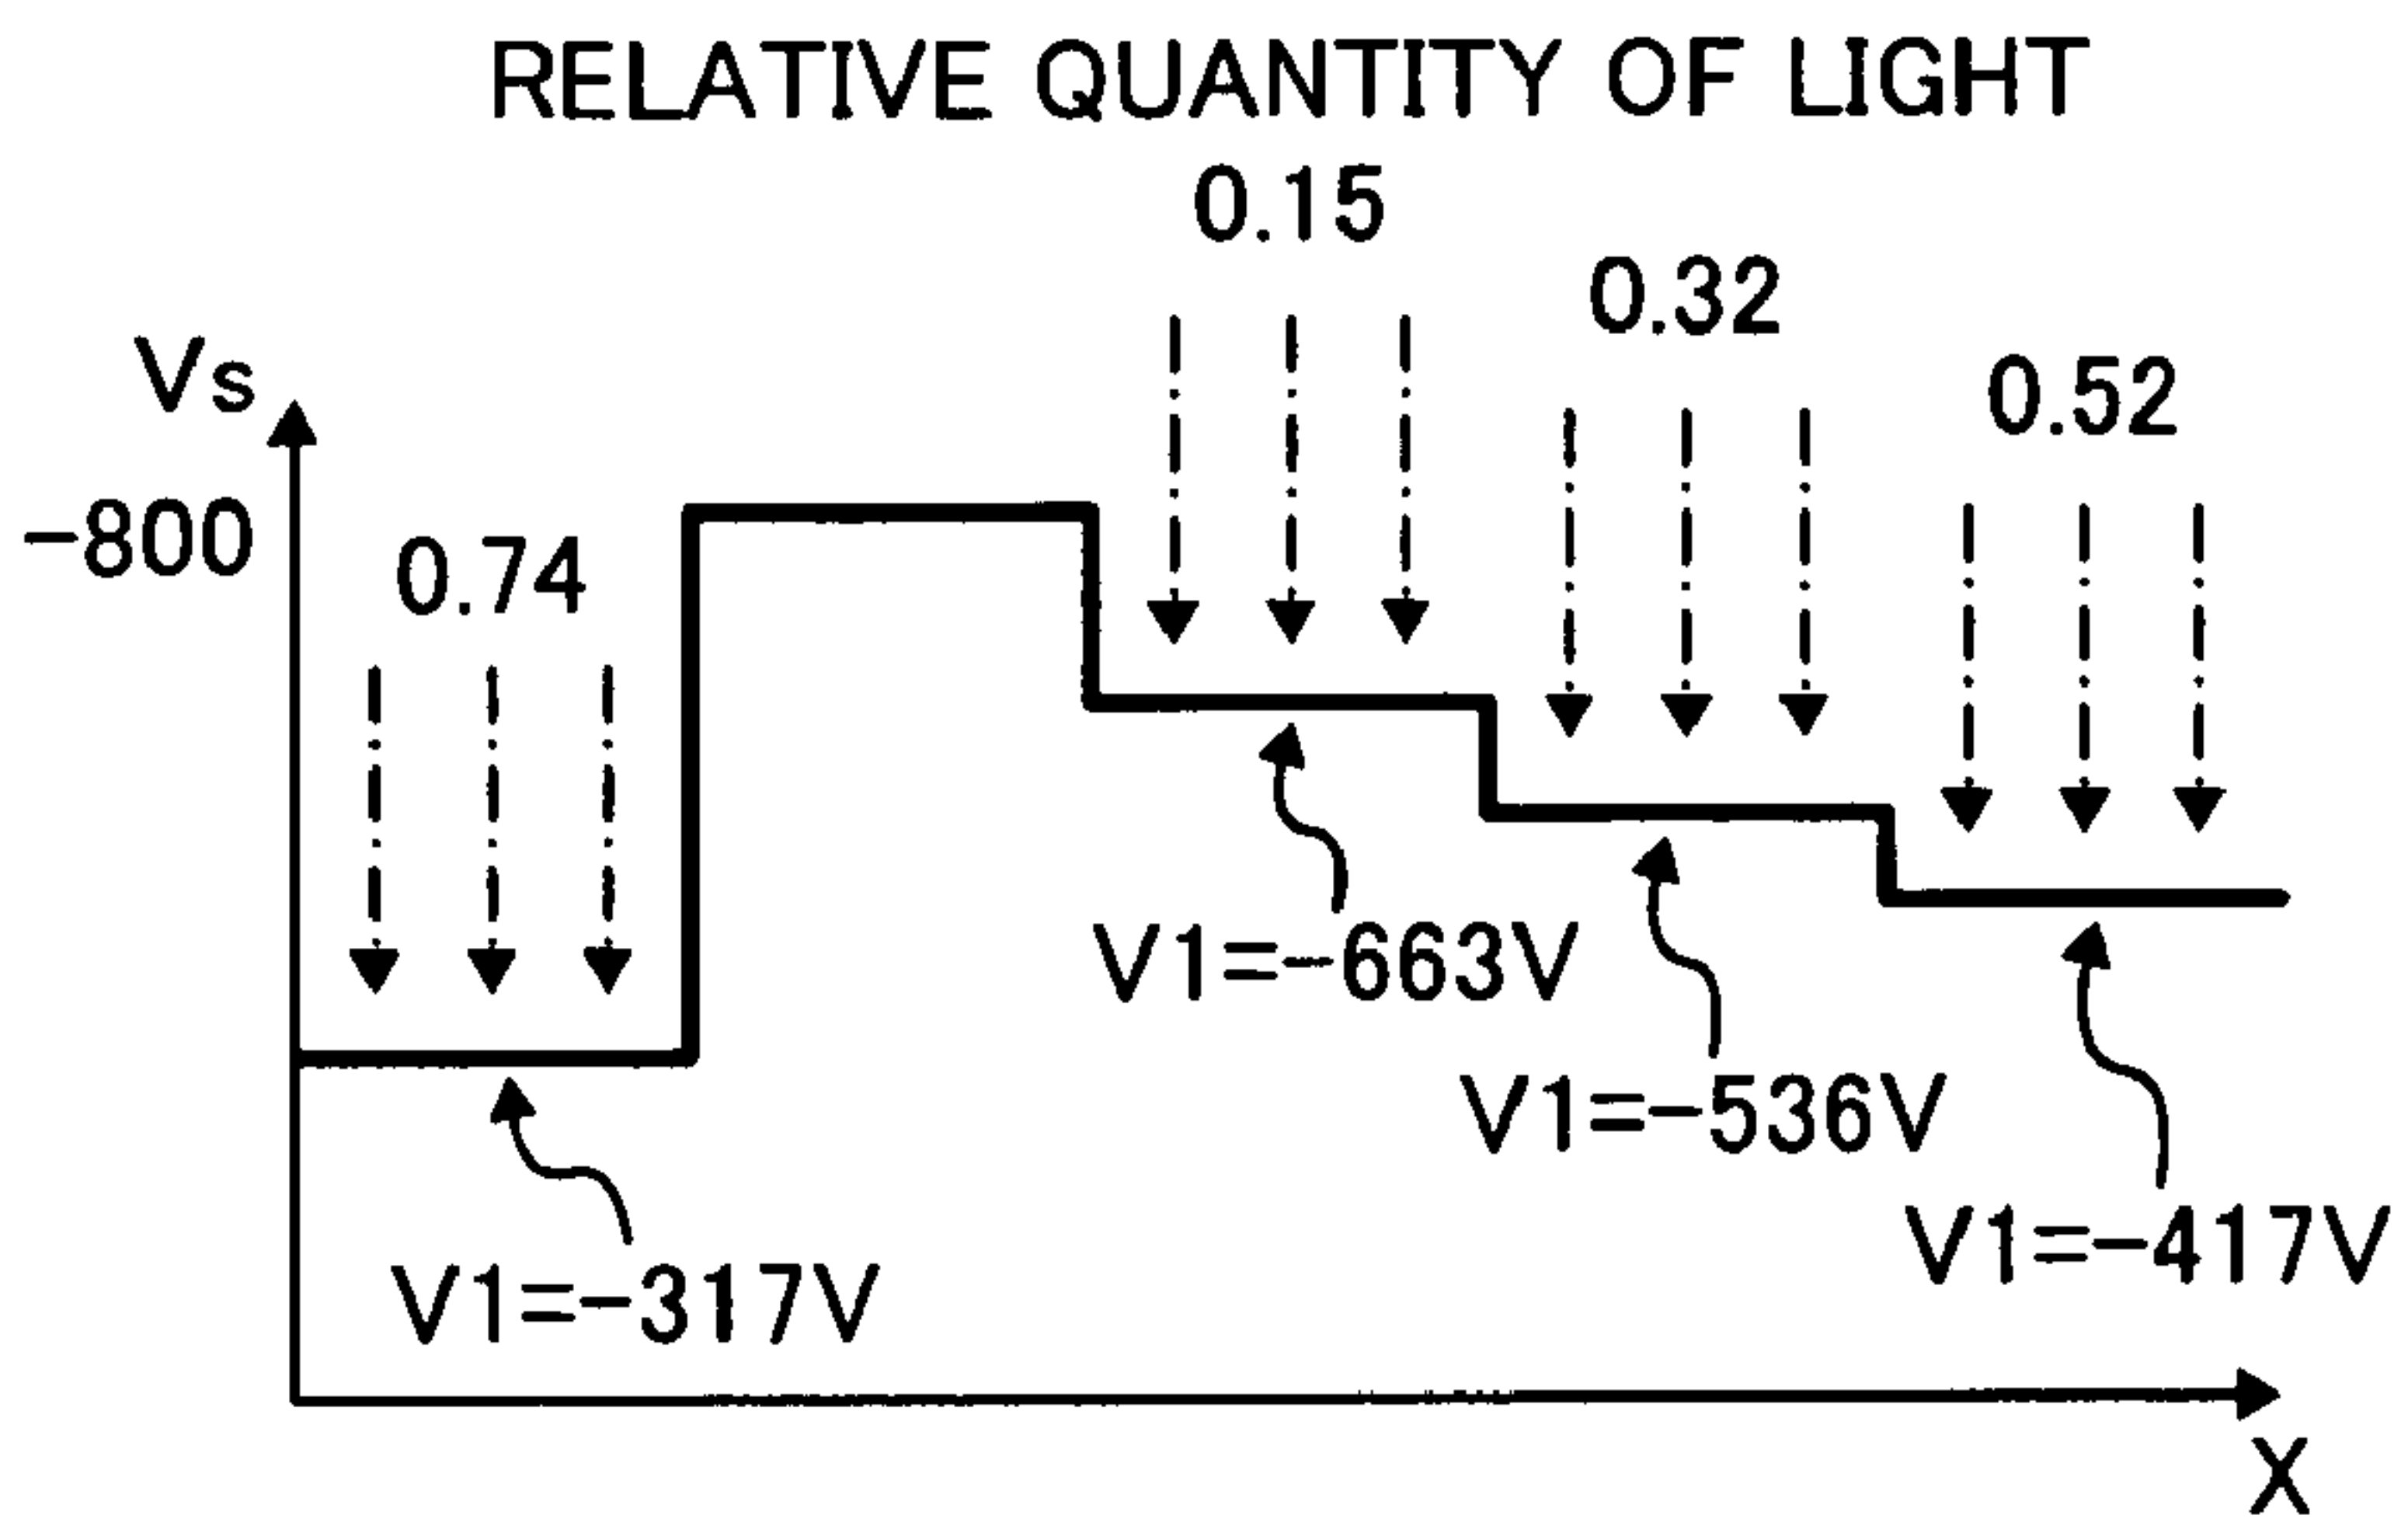 RELATIVE QUANTITY OF LIGHT
0.15
0.32
Vs
0.52
-800
0.74
V1=-663V
V1=-536V
V1=-417V
V1=-317V
X